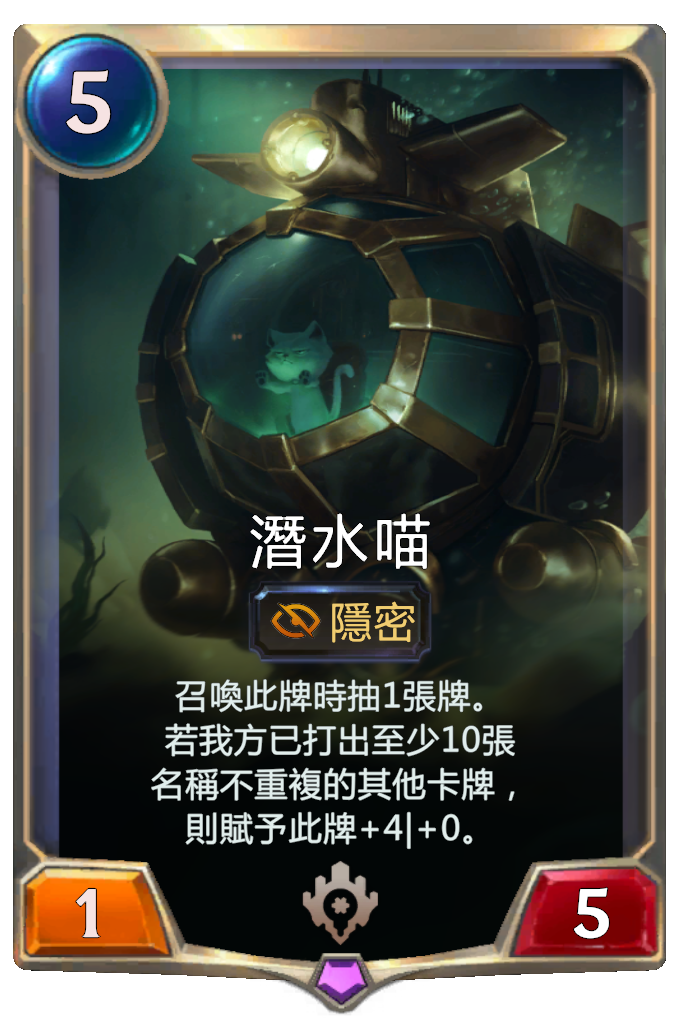 5
潛水喵
隱密
召喚此牌時抽1張牌。
若我方已打出至少10張
名稱不重複的其他卡牌，
則賦予此牌+4|+0。
1
5